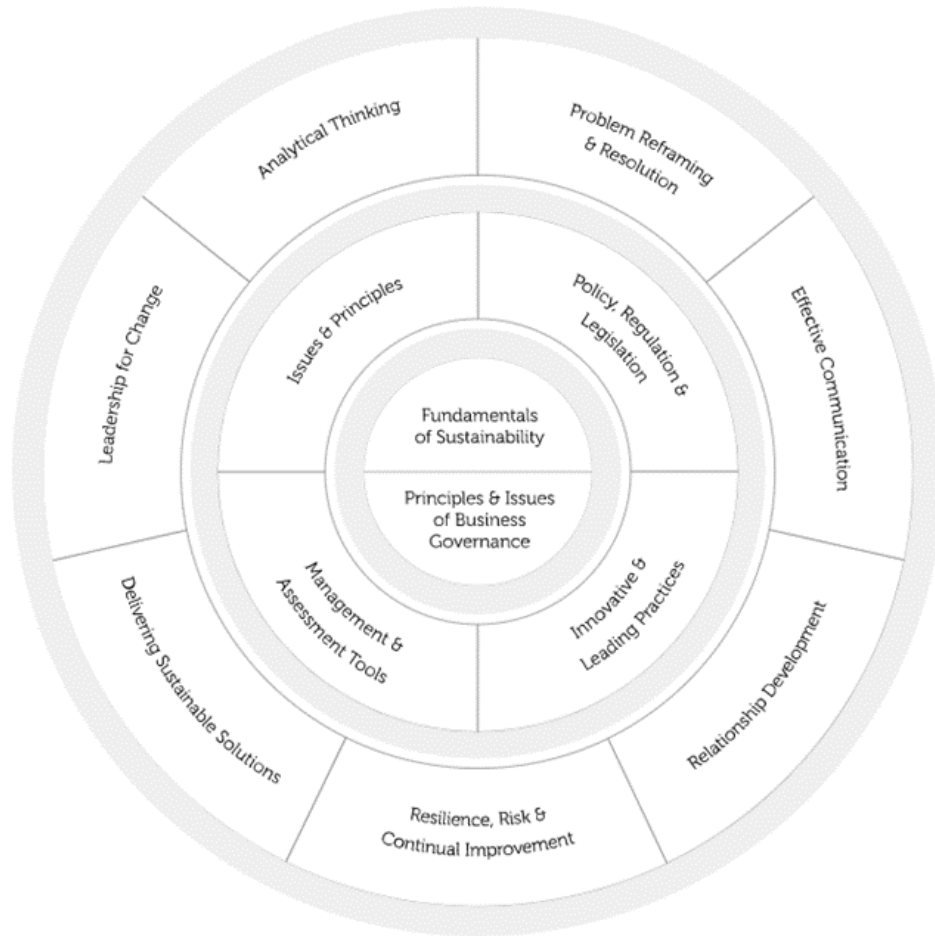 Analytical Thinking
Problem Reframing
& Resolution
Leadership for Change
Issues & Principles
Policy, Regulation &
Legislation
Effective Communication
Fundamentals
of Sustainability
Principles & Issues
of Business
Governance
Management &
Assessment Tools
Innovative &
Leading Practices
Delivering Sustainable Solutions
Relationship Development
Resilience, Risk &
Continual Improvement